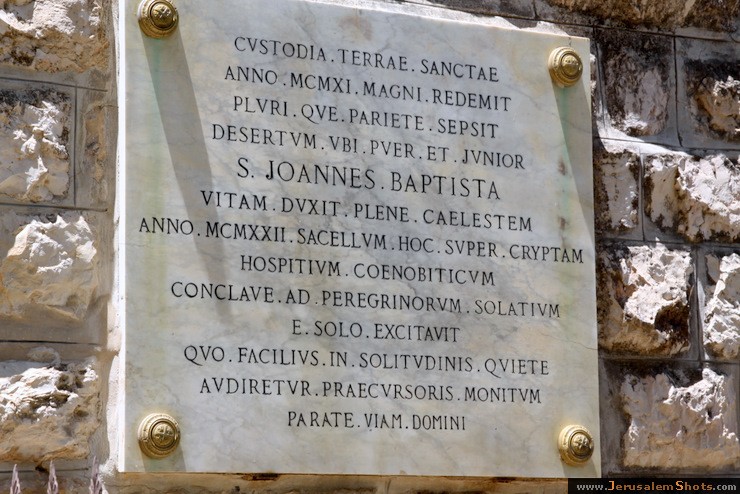 CVSTODIA . TERRAE . SANCTAE
ANNO . MCMXI . MAGNI . REDEMIT
PLVRI . QVE . PARIETE . SEPSIT
DESERTVM . VBI . PVER . ET . JVNIOR
S . JOANNES . BAPTISTA
VITAM . DVXIT . PLENE . CAELESTEM
ANNO . MCMXXII . SACELLVM . HOC . SVPER . CRYPTAM
HOSPITIVM . COENOBITICVM
CONCLAVE . AD . PEREGRINORVM . SOLATIVM
E . SOLO . EXCITAVIT
QVO . FACILIVS . IN . SOLITVDINIS . QVIETE
AVDIRETVR . PRAECVRSORIS . MONITVM
PARATE . VIAM . DOMINI
www.JerusalemShots.com